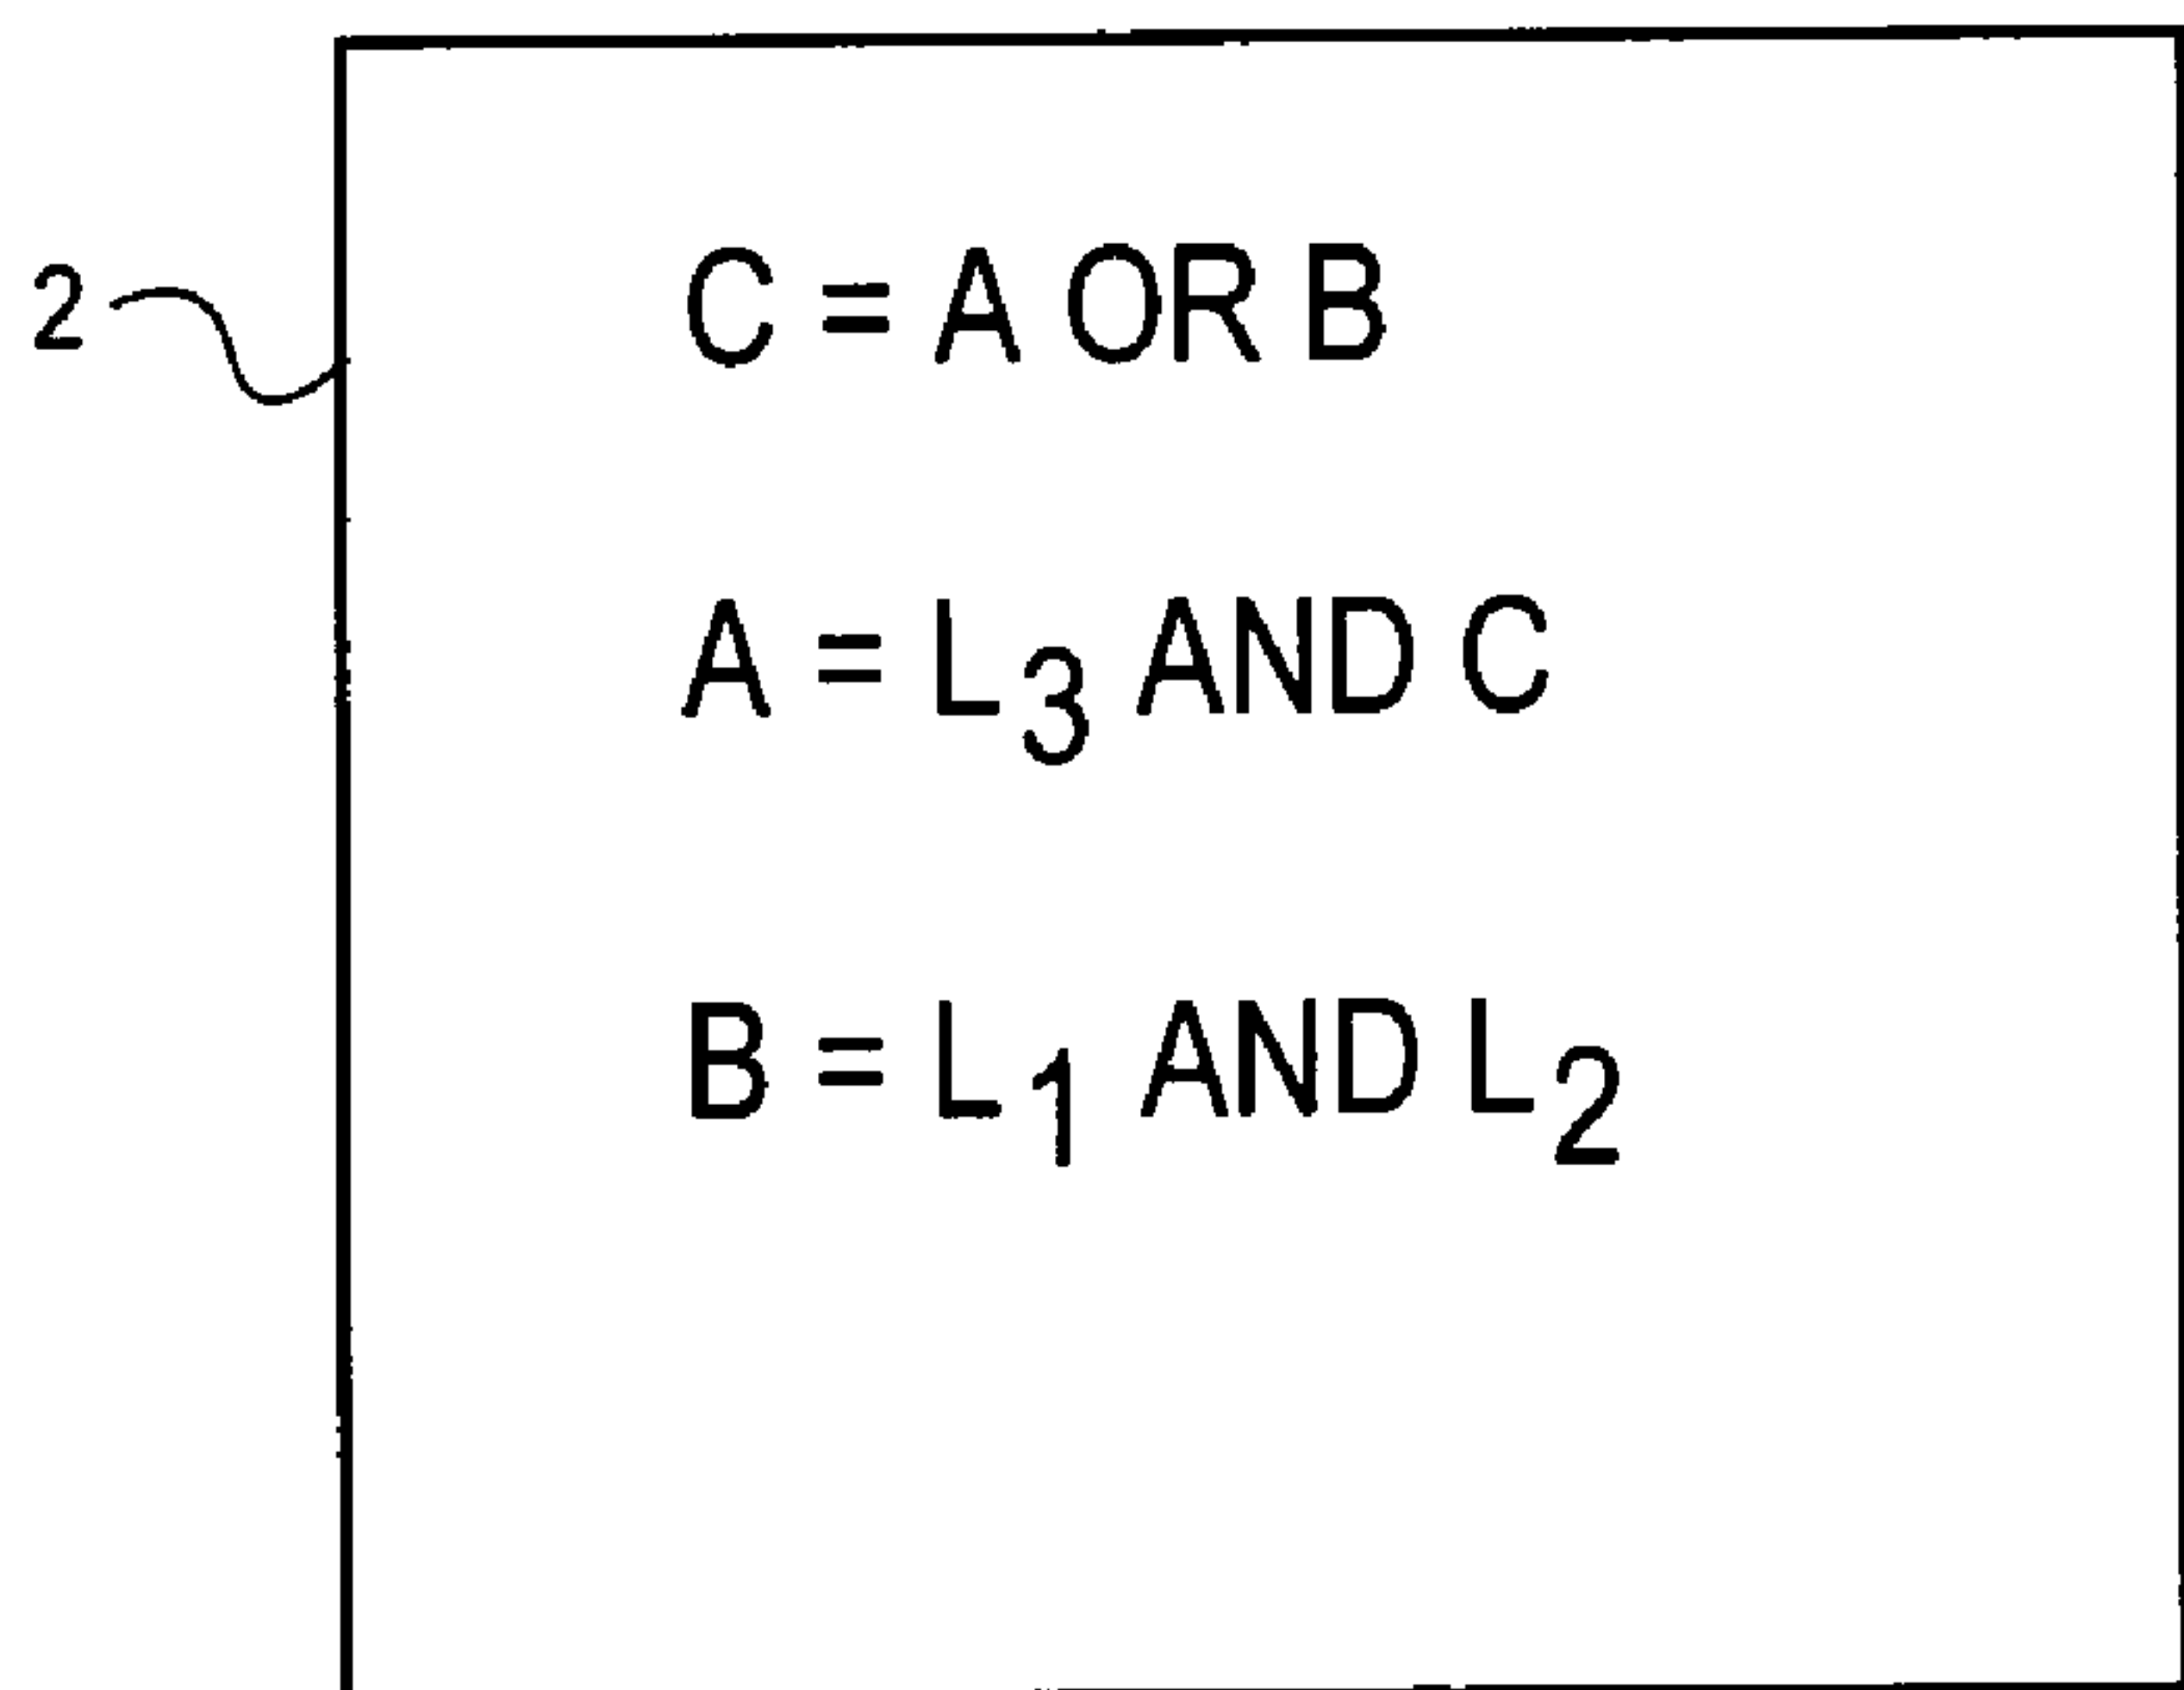 2
C = A OR B
A = L₃ AND C
B = L₁ AND L₂